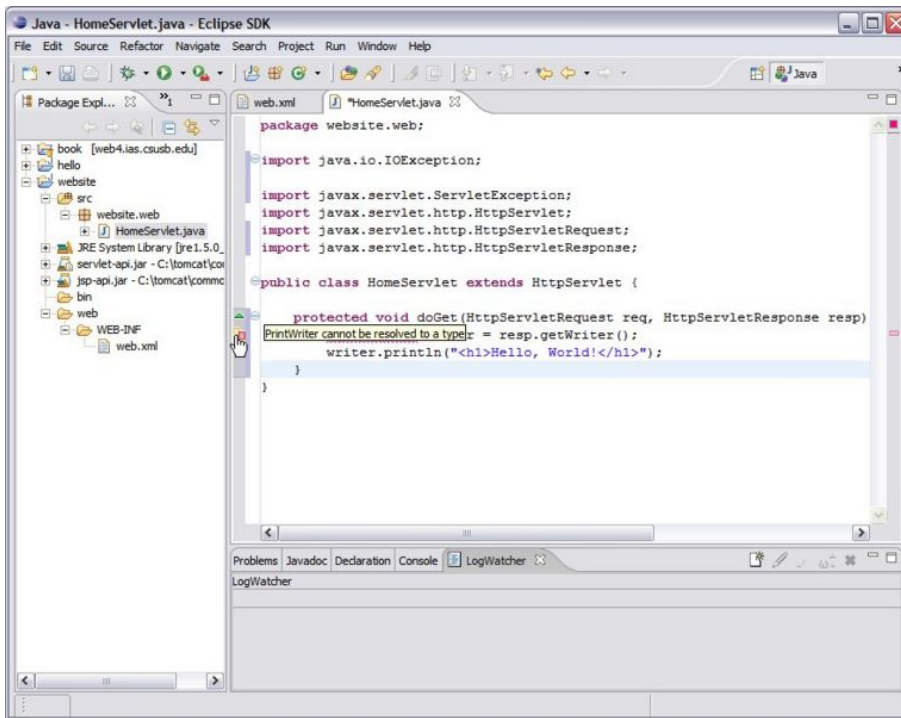 Java - HomeServlet.java - Eclipse SDK
File Edit Source Refactor Navigate Search Project Run Window Help
Java
Package Expl...
1
web.xml
*HomeServlet.java
book [web4.ias.csusb.edu]
hello
website
src
website.web
HomeServlet.java
JRE System Library [jre1.5.0_
servlet-api.jar - C:\tomcat\co
jsp-api.jar - C:\tomcat\commo
bin
web
WEB-INF
web.xml
package website.web;
import java.io.IOException;
import javax.servlet.ServletException;
import javax.servlet.http.HttpServlet;
import javax.servlet.http.HttpServletRequest;
import javax.servlet.http.HttpServletResponse;
public class HomeServlet extends HttpServlet {
protected void doGet(HttpServletRequest req, HttpServletResponse resp)
PrintWriter cannot be resolved to a type
r = resp.getWriter();
writer.println("<h1>Hello, World!</h1>");
}
}
Problems Javadoc Declaration Console LogWatcher
LogWatcher